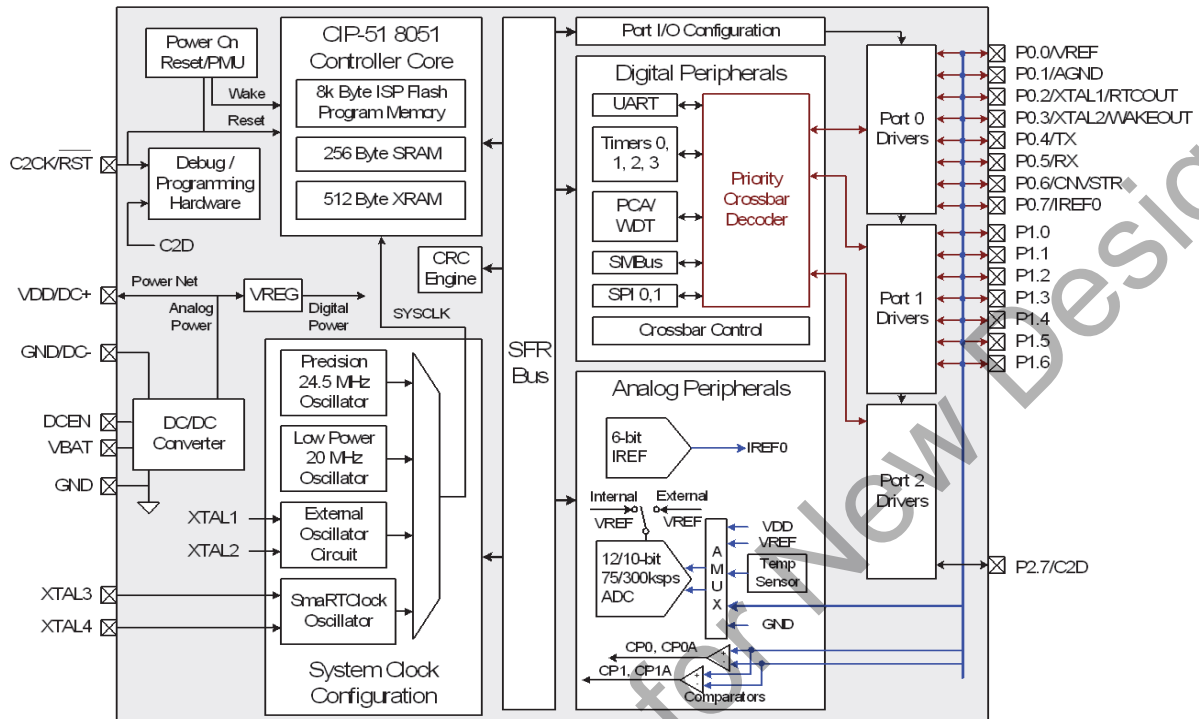 Power On
Reset/PMU
Wake
Reset
C2CK/RST
Debug /
Programming
Hardware
C2D
CIP-51 8051
Controller Core
8k Byte ISP Flash
Program Memory
256 Byte SRAM
512 Byte XRAM
CRC
Engine
VDD/DC+
Power Net
Analog
Power
VREG
Digital
Power
SYSCLK
GND/DC-
DCEN
VBAT
GND
DC/DC
Converter
Precision
24.5 MHz
Oscillator
Low Power
20 MHz
Oscillator
XTAL1
XTAL2
External
Oscillator
Circuit
XTAL3
XTAL4
SmaRTClock
Oscillator
System Clock
Configuration
SFR
Bus
Port I/O Configuration
Digital Peripherals
UART
Timers 0,
1, 2, 3
PCA/
WDT
SMBus
SPI 0,1
Priority
Crossbar
Decoder
Crossbar Control
Analog Peripherals
6-bit
IREF
IREF0
Internal
External
VREF
VREF
12/10-bit
75/300ksps
ADC
A
M
U
X
VDD
VREF
Temp
Sensor
GND
CP0, CP0A
CP1, CP1A
+
-
+
-
Comparators
Port 0
Drivers
Port 1
Drivers
Port 2
Drivers
P0.0/VREF
P0.1/AGND
P0.2/XTAL1/RTCOUT
P0.3/XTAL2/WAKEOUT
P0.4/TX
P0.5/RX
P0.6/CNVSTR
P0.7/IREF0
P1.0
P1.1
P1.2
P1.3
P1.4
P1.5
P1.6
P2.7/C2D
for New Design